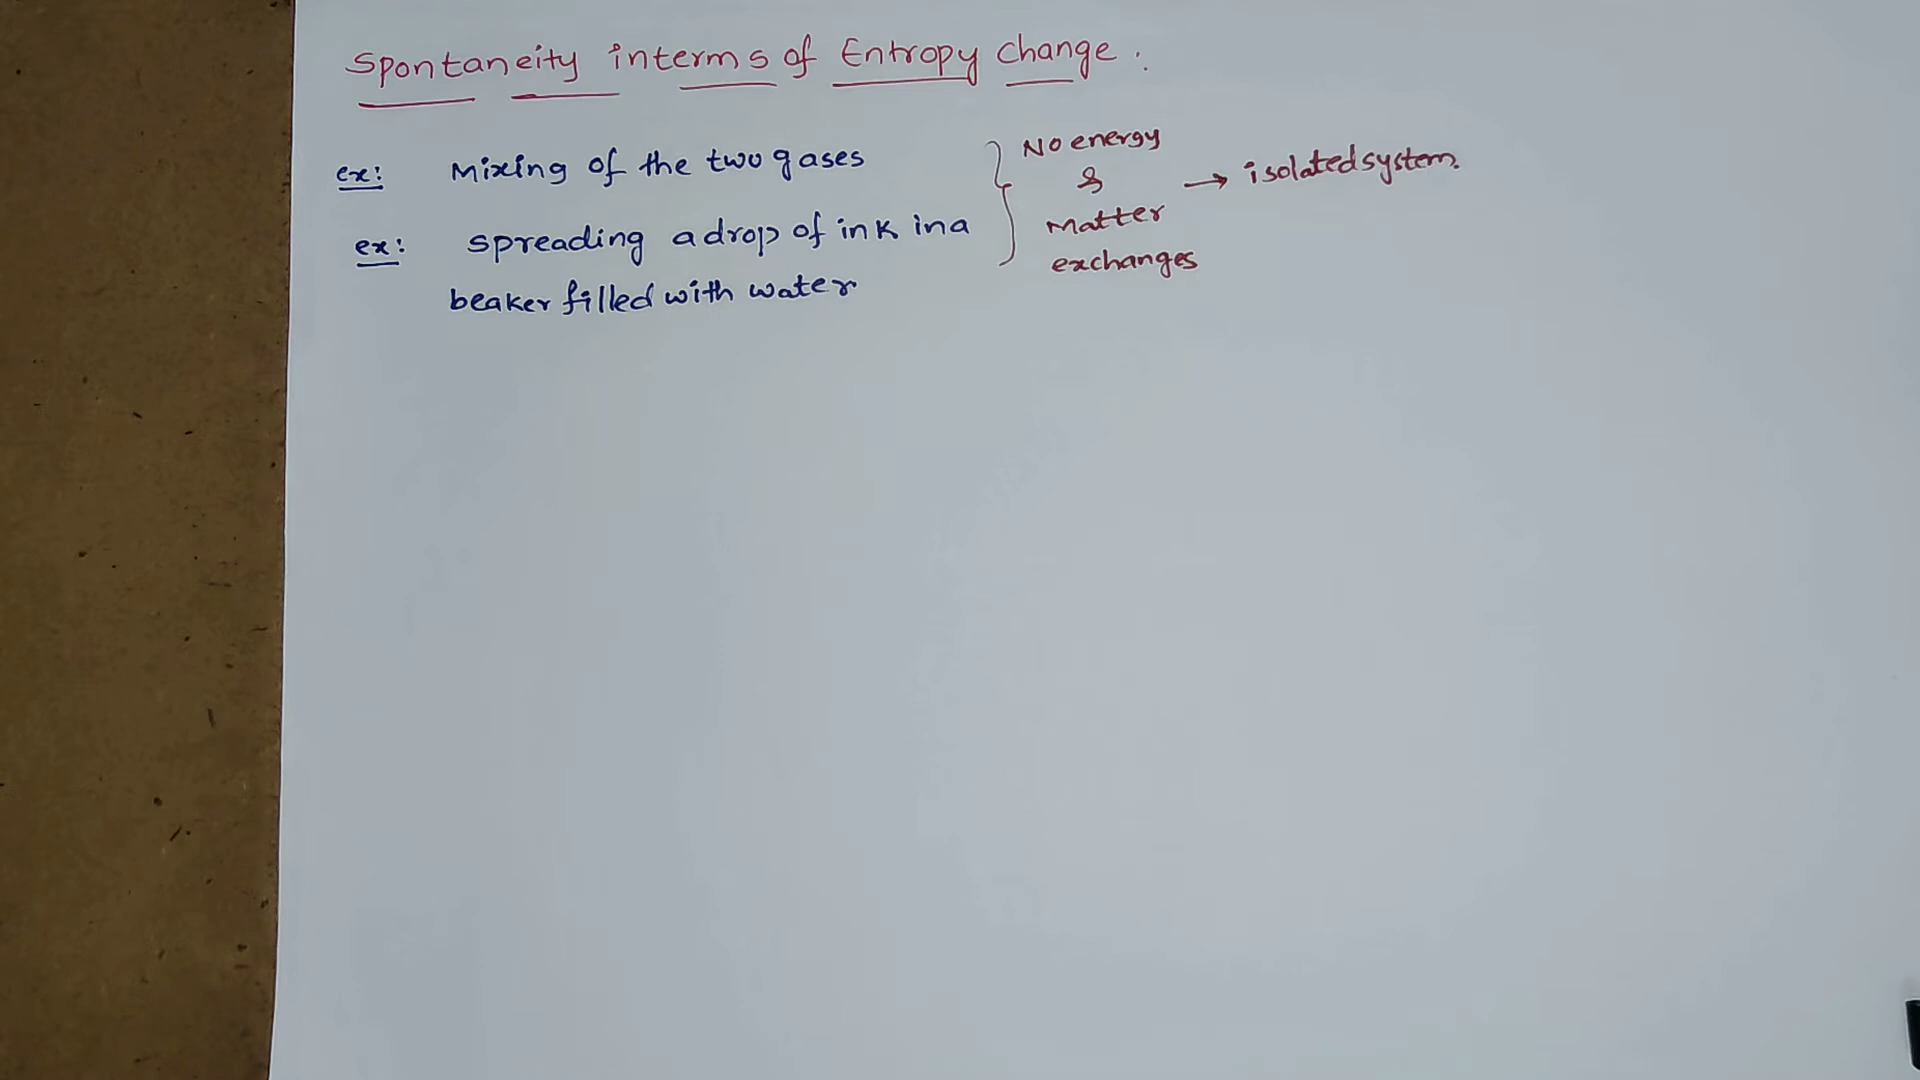 Spontaneity interms of Entropy change.
ex: Mixing of the two gases
ex: spreading a drop of ink in a
beaker filled with water
No energy
&
Matter
exchanges
→ isolated system.